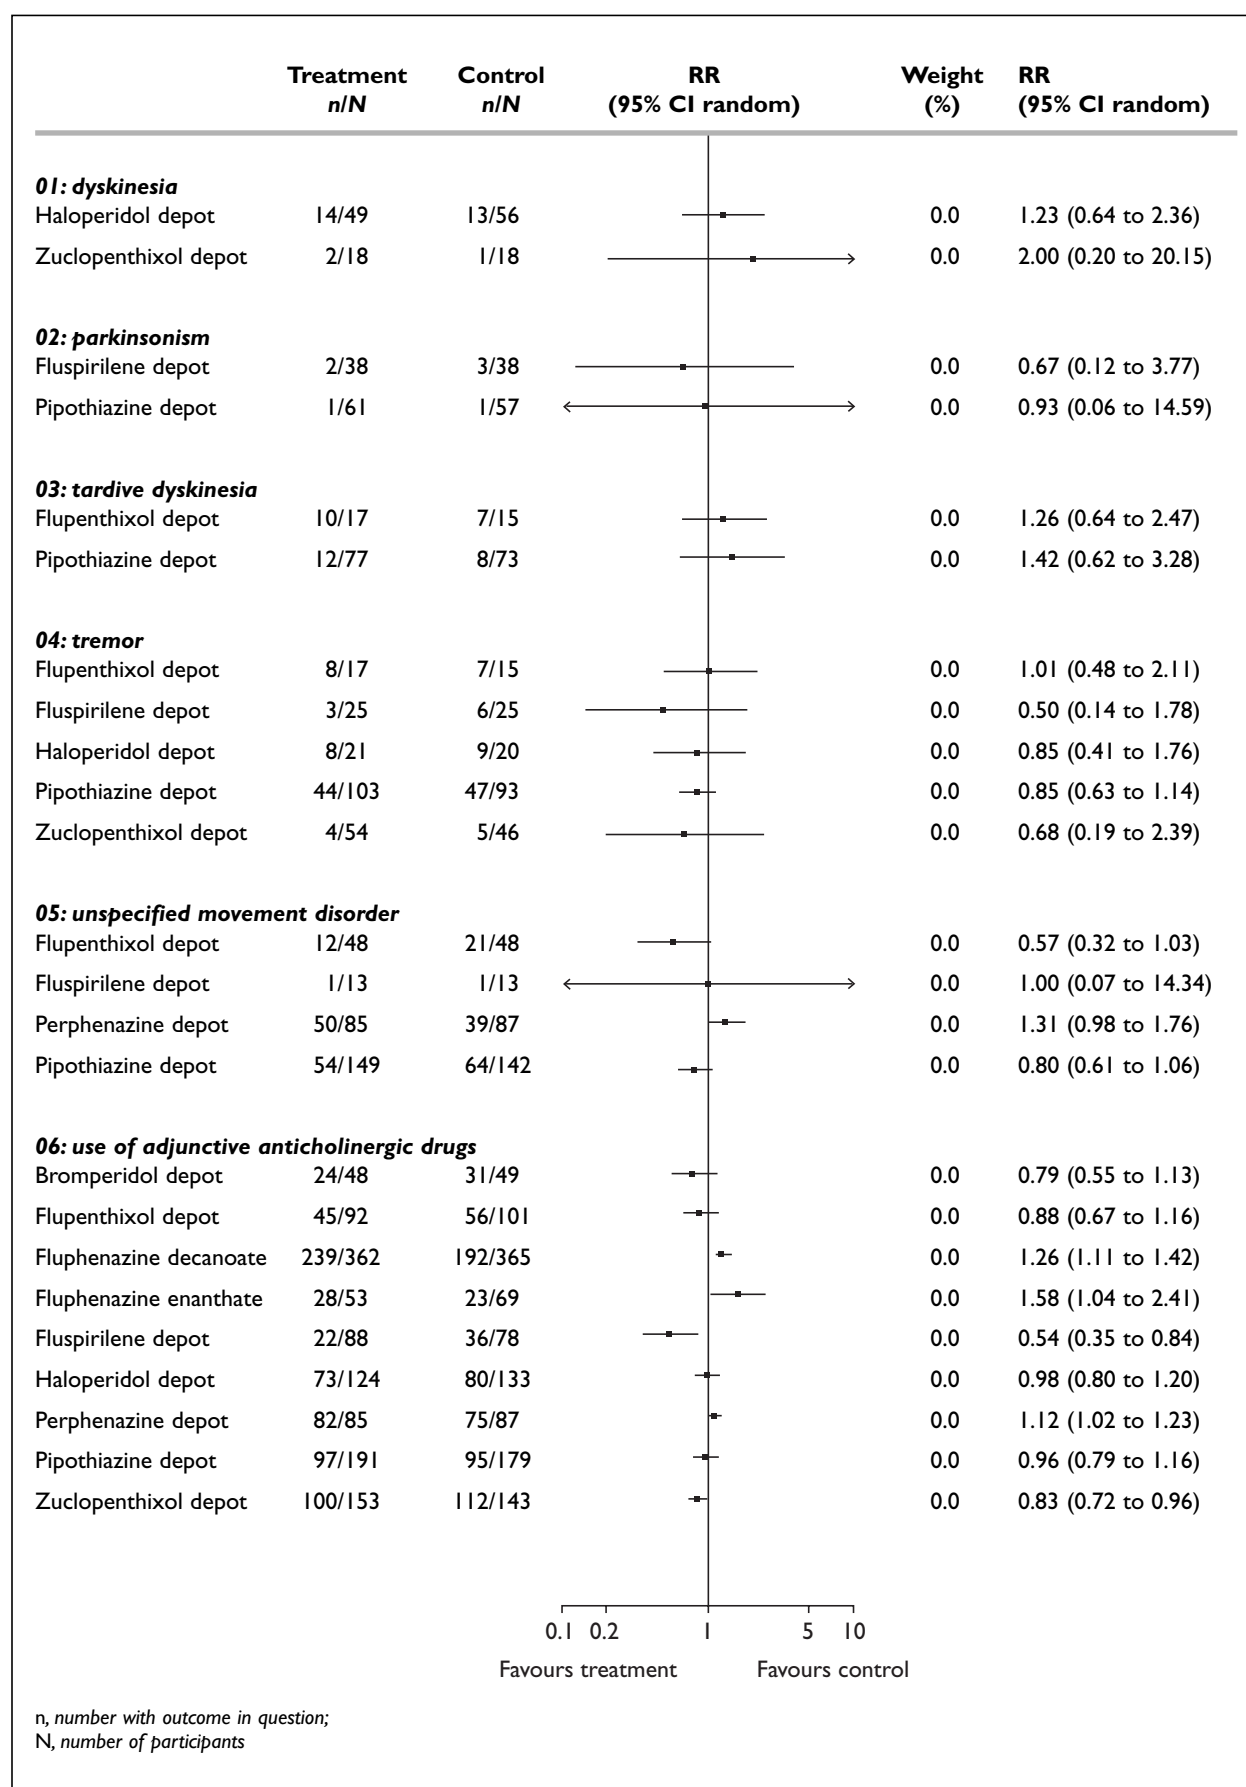 Treatment Control RR Weight RR
n/N n/N (95% CI random) (%) (95% CI random)
01: dyskinesia
Haloperidol depot 14/49 13/56 0.0 1.23 (0.64 to 2.36)
Zuclopenthixol depot 2/18 1/18 0.0 2.00 (0.20 to 20.15)
02: parkinsonism
Fluspirilene depot 2/38 3/38 0.0 0.67 (0.12 to 3.77)
Pipothiazine depot 1/61 1/57 0.0 0.93 (0.06 to 14.59)
03: tardive dyskinesia
Flupenthixol depot 10/17 7/15 0.0 1.26 (0.64 to 2.47)
Pipothiazine depot 12/77 8/73 0.0 1.42 (0.62 to 3.28)
04: tremor
Flupenthixol depot 8/17 7/15 0.0 1.01 (0.48 to 2.11)
Fluspirilene depot 3/25 6/25 0.0 0.50 (0.14 to 1.78)
Haloperidol depot 8/21 9/20 0.0 0.85 (0.41 to 1.76)
Pipothiazine depot 44/103 47/93 0.0 0.85 (0.63 to 1.14)
Zuclopenthixol depot 4/54 5/46 0.0 0.68 (0.19 to 2.39)
05: unspecified movement disorder
Flupenthixol depot 12/48 21/48 0.0 0.57 (0.32 to 1.03)
Fluspirilene depot 1/13 1/13 0.0 1.00 (0.07 to 14.34)
Perphenazine depot 50/85 39/87 0.0 1.31 (0.98 to 1.76)
Pipothiazine depot 54/149 64/142 0.0 0.80 (0.61 to 1.06)
06: use of adjunctive anticholinergic drugs
Bromperidol depot 24/48 31/49 0.0 0.79 (0.55 to 1.13)
Flupenthixol depot 45/92 56/101 0.0 0.88 (0.67 to 1.16)
Fluphenazine decanoate 239/362 192/365 0.0 1.26 (1.11 to 1.42)
Fluphenazine enanthate 28/53 23/69 0.0 1.58 (1.04 to 2.41)
Fluspirilene depot 22/88 36/78 0.0 0.54 (0.35 to 0.84)
Haloperidol depot 73/124 80/133 0.0 0.98 (0.80 to 1.20)
Perphenazine depot 82/85 75/87 0.0 1.12 (1.02 to 1.23)
Pipothiazine depot 97/191 95/179 0.0 0.96 (0.79 to 1.16)
Zuclopenthixol depot 100/153 112/143 0.0 0.83 (0.72 to 0.96)
0.1 0.2 1 5 10
Favours treatment Favours control
n, number with outcome in question;
N, number of participants